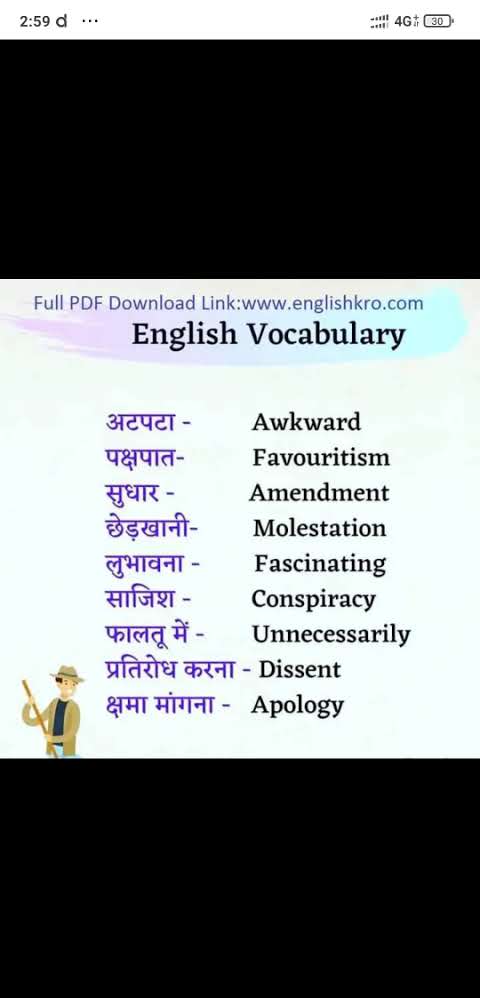 2:59 d ...
4G 30
Full PDF Download Link:www.englishkro.com
English Vocabulary
अटपटा - Awkward
पक्षपात- Favouritism
सुधार - Amendment
छेड़खानी- Molestation
लुभावना - Fascinating
साजिश - Conspiracy
फालतू में - Unnecessarily
प्रतिरोध करना - Dissent
क्षमा मांगना - Apology